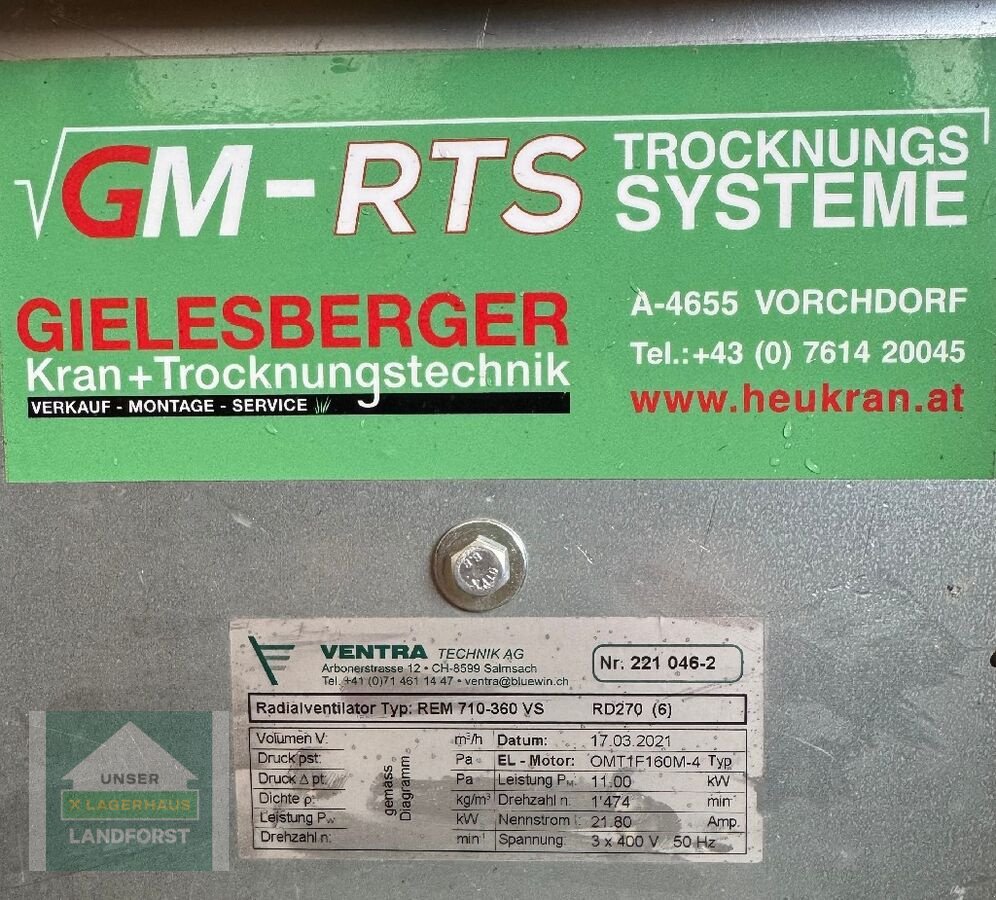 GM-RTS TROCKNUNGS
SYSTEME
GIELESBERGER
Kran+Trocknungstechnik
VERKAUF - MONTAGE - SERVICE
A-4655 VORCHDORF
Tel.:+43 (0) 7614 20045
www.heukran.at
VENTRA TECHNIK AG
Arbonerstrasse 12 • CH-8599 Salmsach
Tel. +41 (0)71 461 14 47 • ventra@bluewin.ch
Nr. 221 046-2
Radialventilator Typ: REM 710-360 VS RD270 (6)
gemäss
Diagramm
Volumen V: m³/h Datum: 17.03.2021
Druck pst: Pa EL - Motor: OMT1F160M-4 Typ
Druck Δ pt: Pa Leistung PM: 11.00 kW
Dichte ρ: kg/m³ Drehzahl n: 1'474 min⁻¹
Leistung Pw kW Nennstrom I: 21.80 Amp.
Drehzahl n: min⁻¹ Spannung: 3 x 400 V 50 Hz
UNSER
X LAGERHAUS
LANDFORST